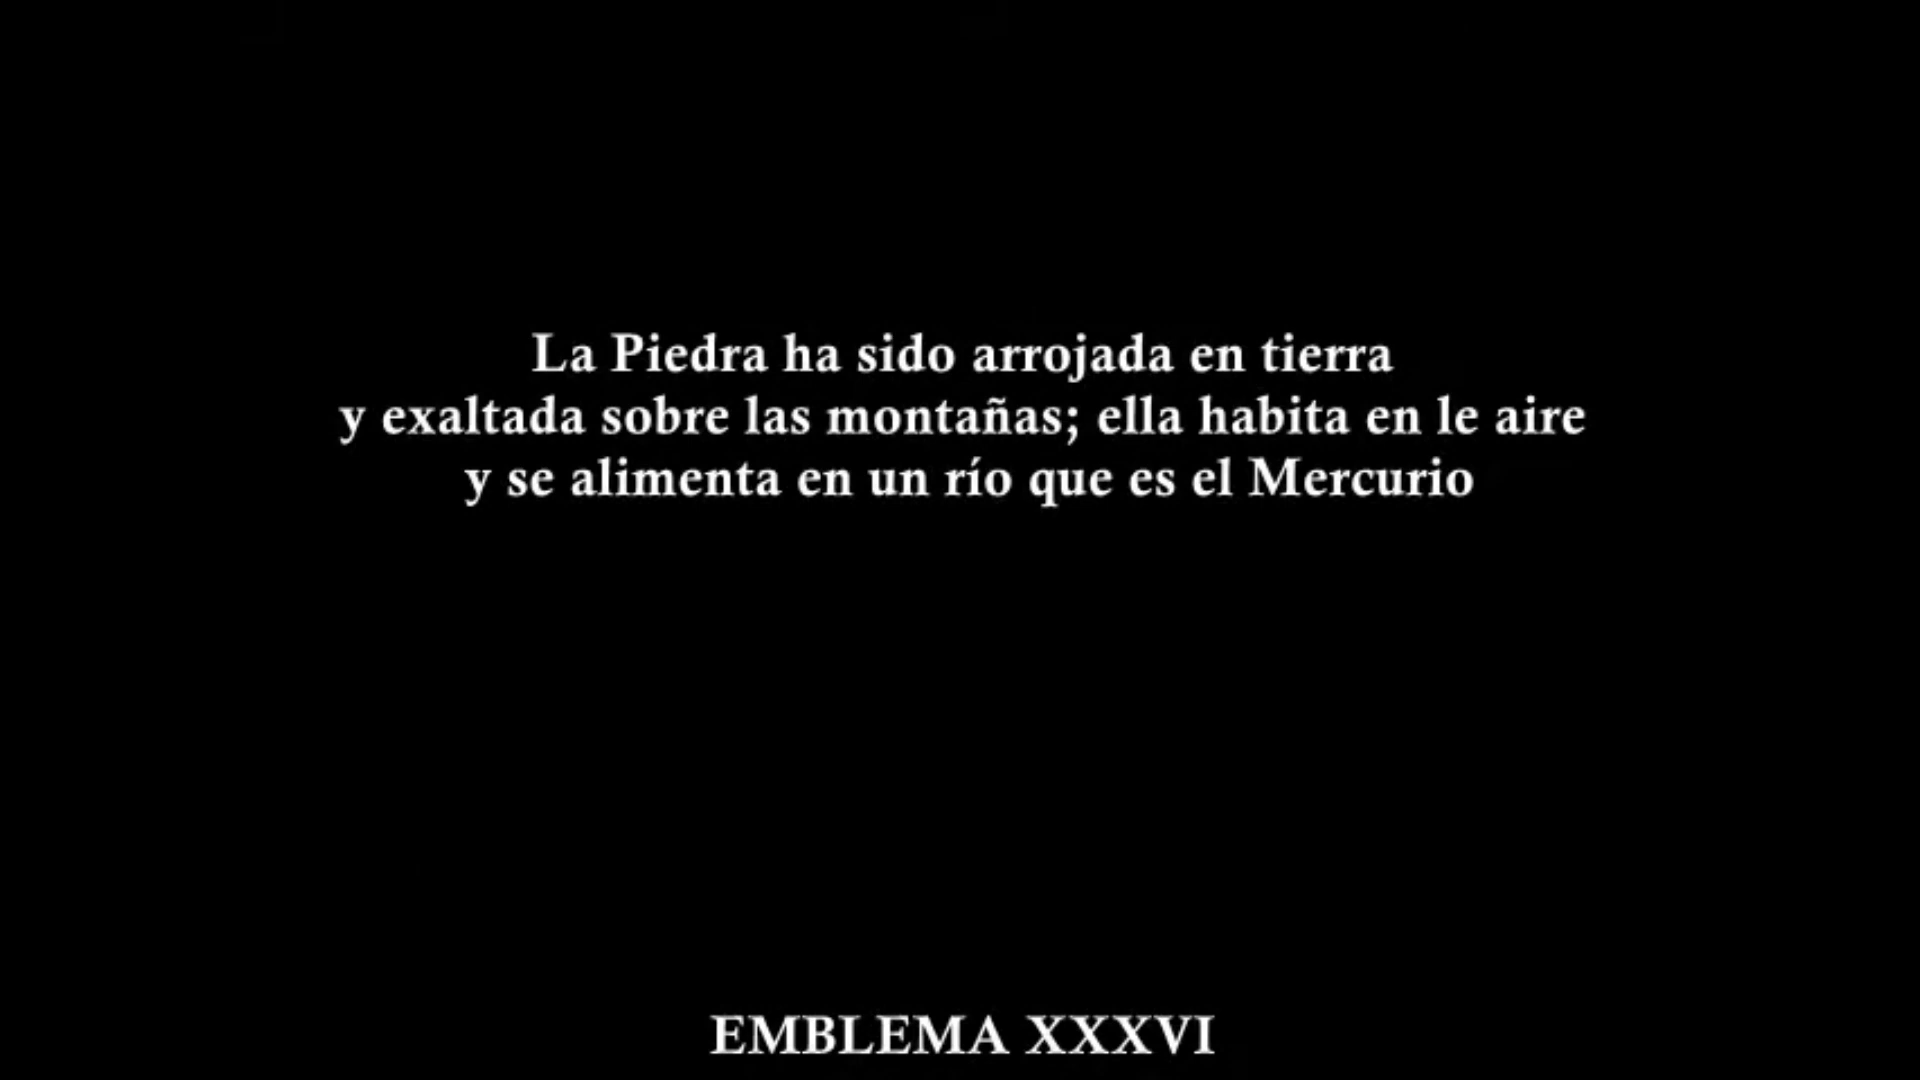 La Piedra ha sido arrojada en tierra
y exaltada sobre las montañas; ella habita en le aire
y se alimenta en un río que es el Mercurio
EMBLEMA XXXVI